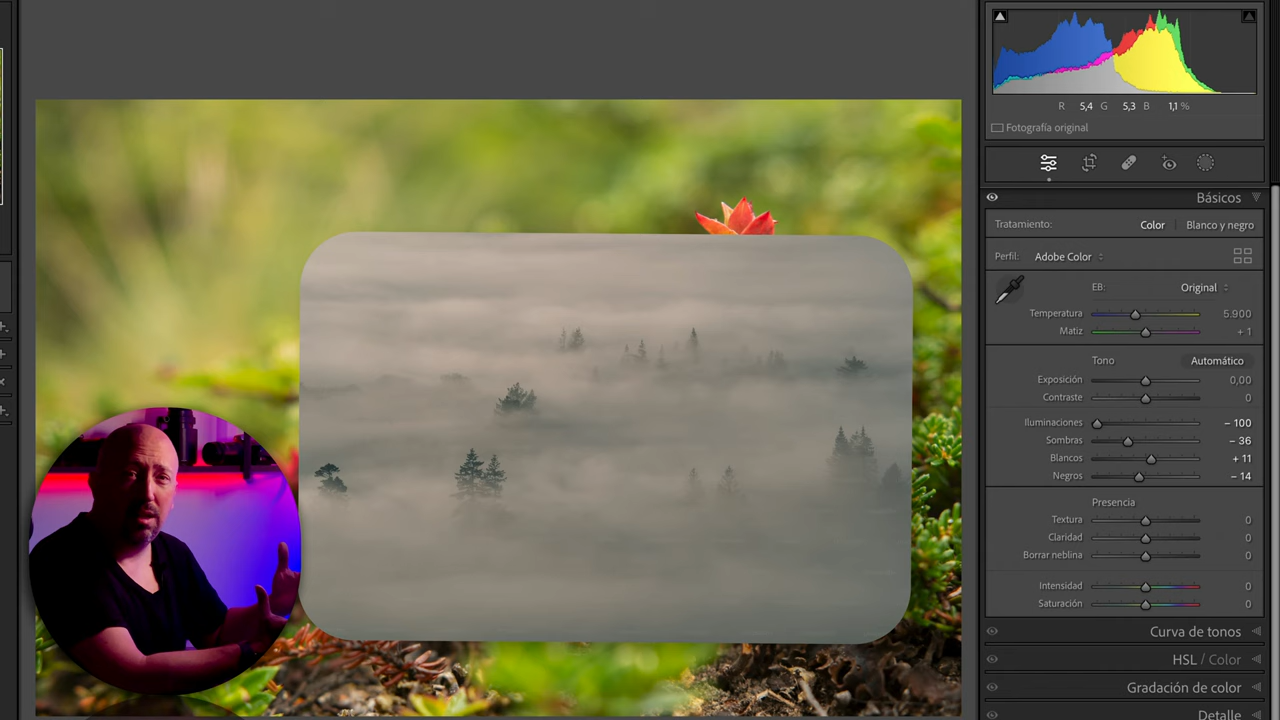 R 5,4 G 5,3 B 1,1 %
Fotografía original
Básicos
Tratamiento: Color Blanco y negro
Perfil: Adobe Color
EB: Original
Temperatura 5.900
Matiz + 1
Tono Automático
Exposición 0,00
Contraste 0
Iluminaciones − 100
Sombras − 36
Blancos + 11
Negros − 14
Presencia
Textura 0
Claridad 0
Borrar neblina 0
Intensidad 0
Saturación 0
Curva de tonos
HSL / Color
Gradación de color
Detalle